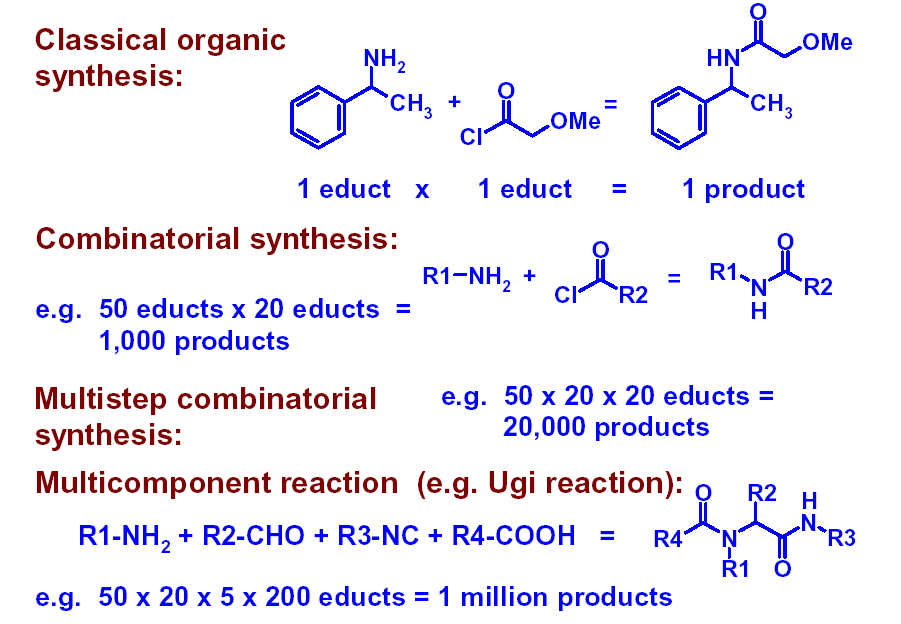 Classical organic
synthesis:
NH2
CH3
+
O
Cl
OMe
=
O
HN
OMe
CH3
1 educt x 1 educt = 1 product
Combinatorial synthesis:
R1–NH2 +
O
Cl
R2
=
O
R1
N
H
R2
e.g. 50 educts x 20 educts =
1,000 products
Multistep combinatorial
synthesis:
e.g. 50 x 20 x 20 educts =
20,000 products
Multicomponent reaction (e.g. Ugi reaction):
R1-NH2 + R2-CHO + R3-NC + R4-COOH =
O
R2
H
R4
N
N
R3
R1
O
e.g. 50 x 20 x 5 x 200 educts = 1 million products